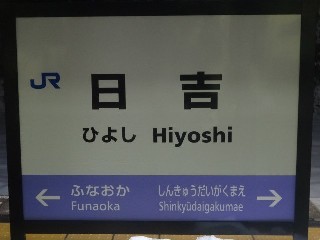 JR
日吉
ひよし Hiyoshi
← ふなおか しんきゅうだいがくまえ →
Funaoka Shinkyūdaigakumae